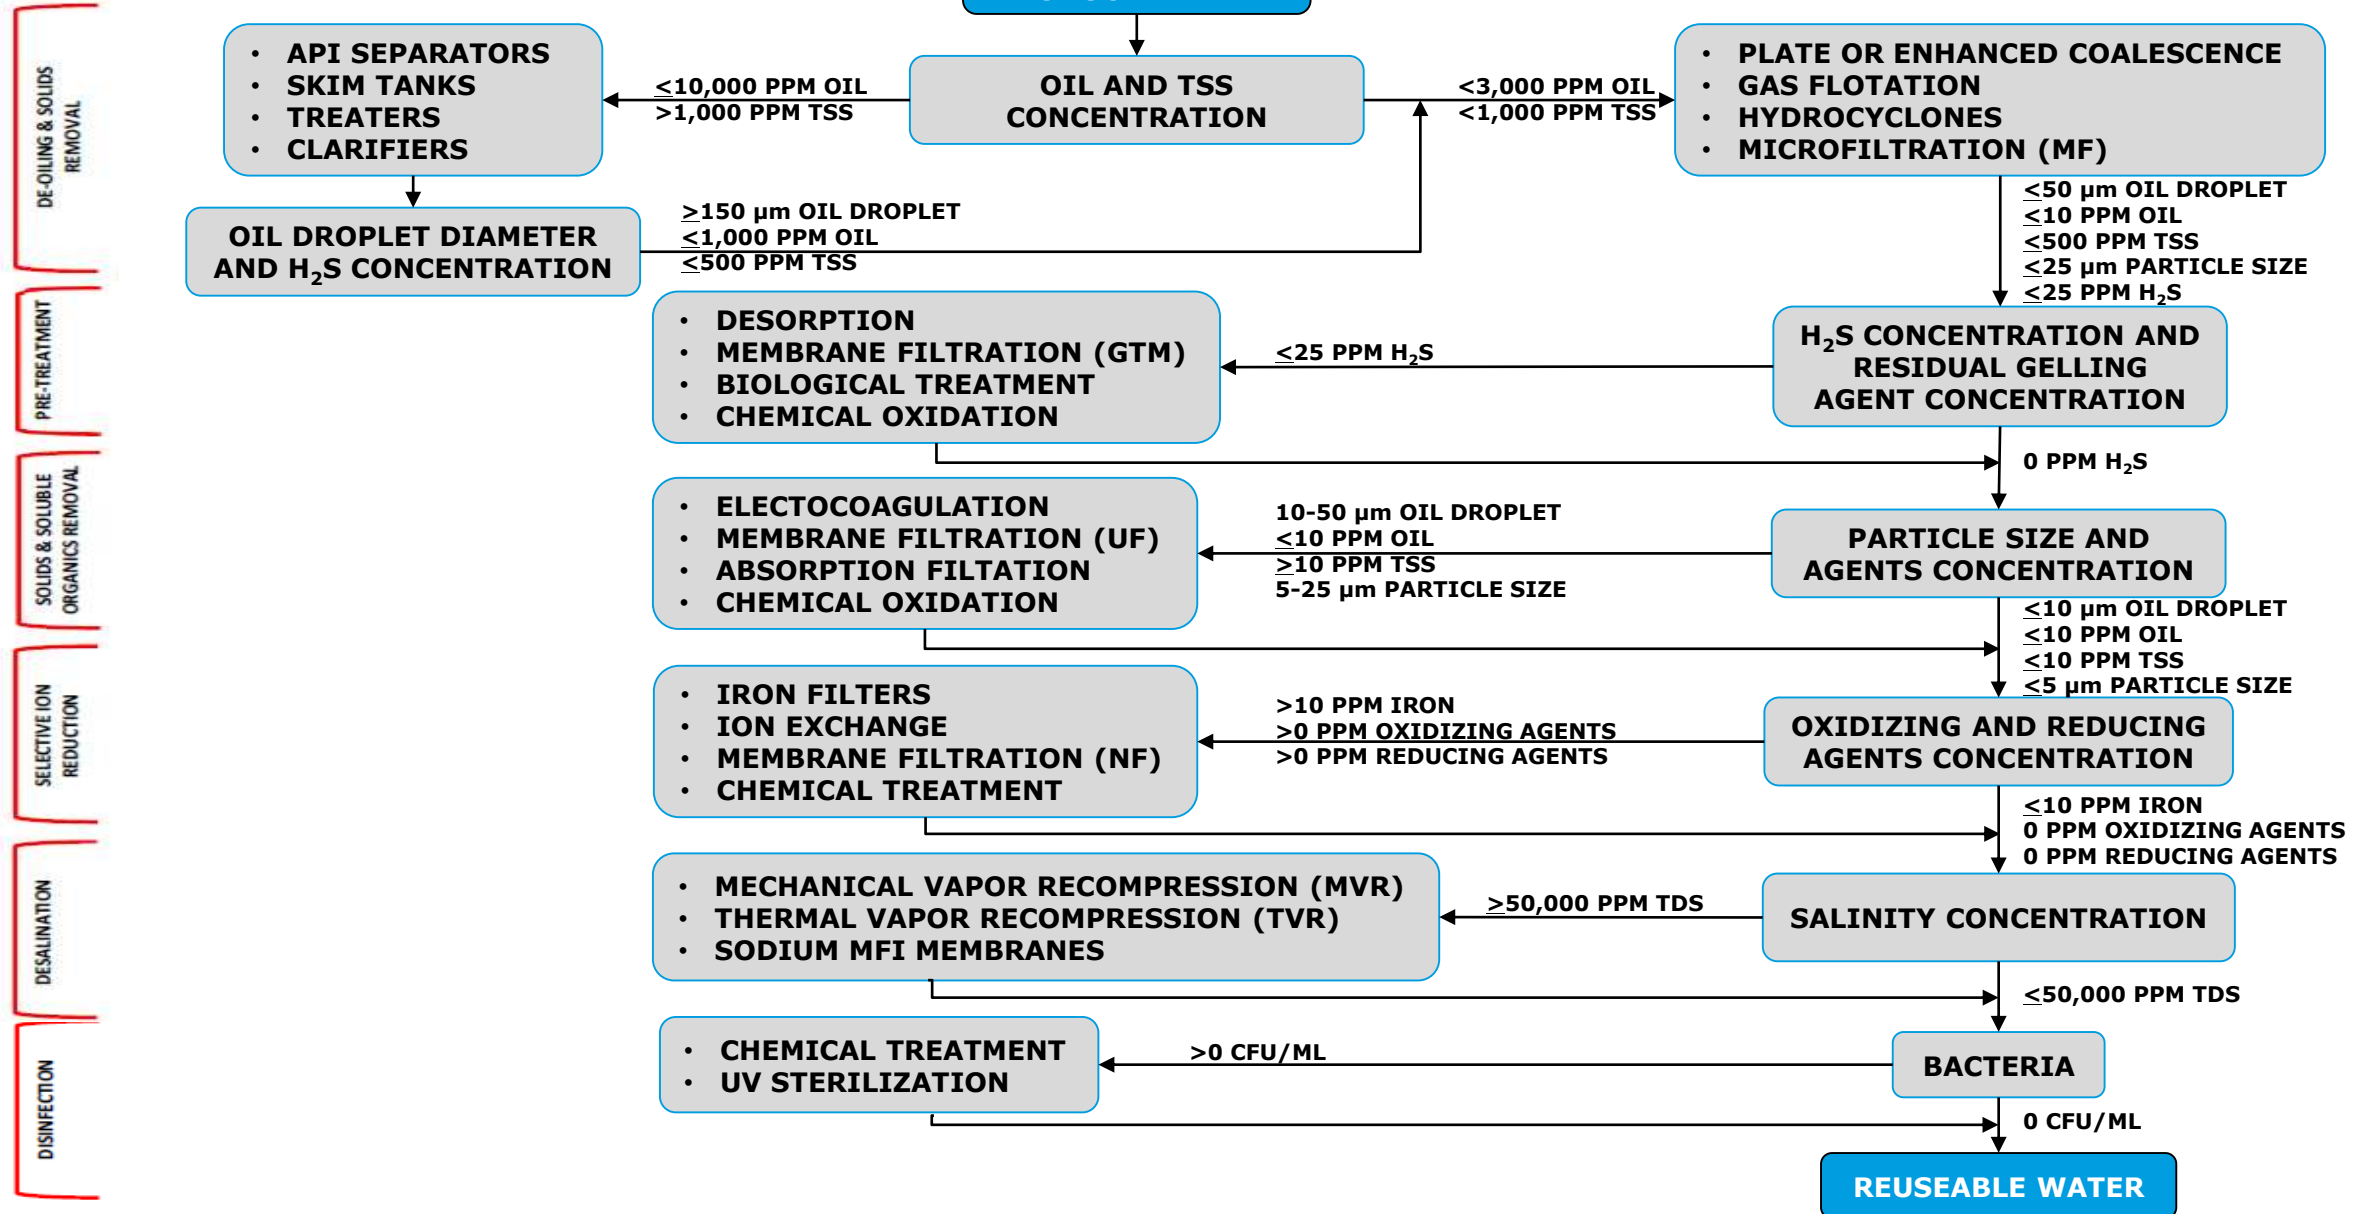 DE-OILING & SOLIDS
REMOVAL
• API SEPARATORS
• SKIM TANKS
• TREATERS
• CLARIFIERS
≤10,000 PPM OIL
>1,000 PPM TSS
OIL AND TSS
CONCENTRATION
<3,000 PPM OIL
<1,000 PPM TSS
• PLATE OR ENHANCED COALESCENCE
• GAS FLOTATION
• HYDROCYCLONES
• MICROFILTRATION (MF)
OIL DROPLET DIAMETER
AND H₂S CONCENTRATION
≥150 µm OIL DROPLET
≤1,000 PPM OIL
≤500 PPM TSS
≤50 µm OIL DROPLET
≤10 PPM OIL
≤500 PPM TSS
≤25 µm PARTICLE SIZE
≤25 PPM H₂S
PRE-TREATMENT
• DESORPTION
• MEMBRANE FILTRATION (GTM)
• BIOLOGICAL TREATMENT
• CHEMICAL OXIDATION
≤25 PPM H₂S
H₂S CONCENTRATION AND
RESIDUAL GELLING
AGENT CONCENTRATION
0 PPM H₂S
SOLIDS & SOLUBLE
ORGANICS REMOVAL
• ELECTOCOAGULATION
• MEMBRANE FILTRATION (UF)
• ABSORPTION FILTATION
• CHEMICAL OXIDATION
10-50 µm OIL DROPLET
≤10 PPM OIL
≥10 PPM TSS
5-25 µm PARTICLE SIZE
PARTICLE SIZE AND
AGENTS CONCENTRATION
≤10 µm OIL DROPLET
≤10 PPM OIL
≤10 PPM TSS
≤5 µm PARTICLE SIZE
SELECTIVE ION
REDUCTION
• IRON FILTERS
• ION EXCHANGE
• MEMBRANE FILTRATION (NF)
• CHEMICAL TREATMENT
>10 PPM IRON
>0 PPM OXIDIZING AGENTS
>0 PPM REDUCING AGENTS
OXIDIZING AND REDUCING
AGENTS CONCENTRATION
≤10 PPM IRON
0 PPM OXIDIZING AGENTS
0 PPM REDUCING AGENTS
DESALINATION
• MECHANICAL VAPOR RECOMPRESSION (MVR)
• THERMAL VAPOR RECOMPRESSION (TVR)
• SODIUM MFI MEMBRANES
≥50,000 PPM TDS
SALINITY CONCENTRATION
≤50,000 PPM TDS
DISINFECTION
• CHEMICAL TREATMENT
• UV STERILIZATION
>0 CFU/ML
BACTERIA
0 CFU/ML
REUSEABLE WATER